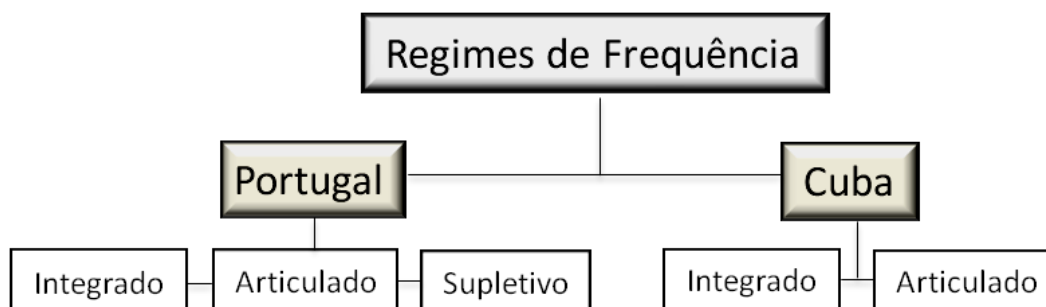 Regimes de Frequência
Portugal
Cuba
Integrado
Articulado
Supletivo
Integrado
Articulado